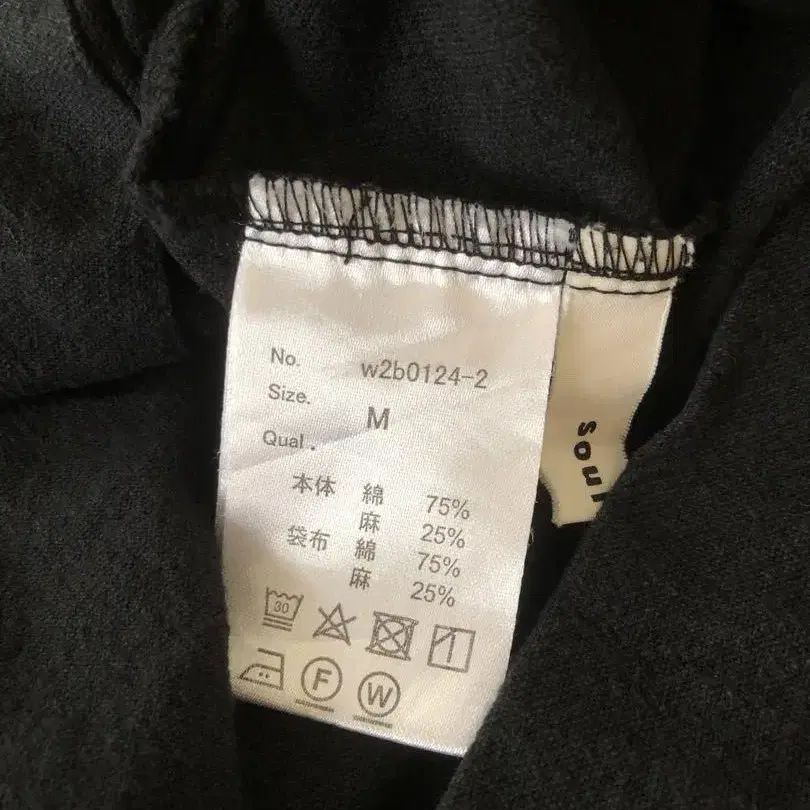 No. w2b0124-2
Size. M
Qual.
本体 綿 75%
麻 25%
袋布 綿 75%
麻 25%
30
F W